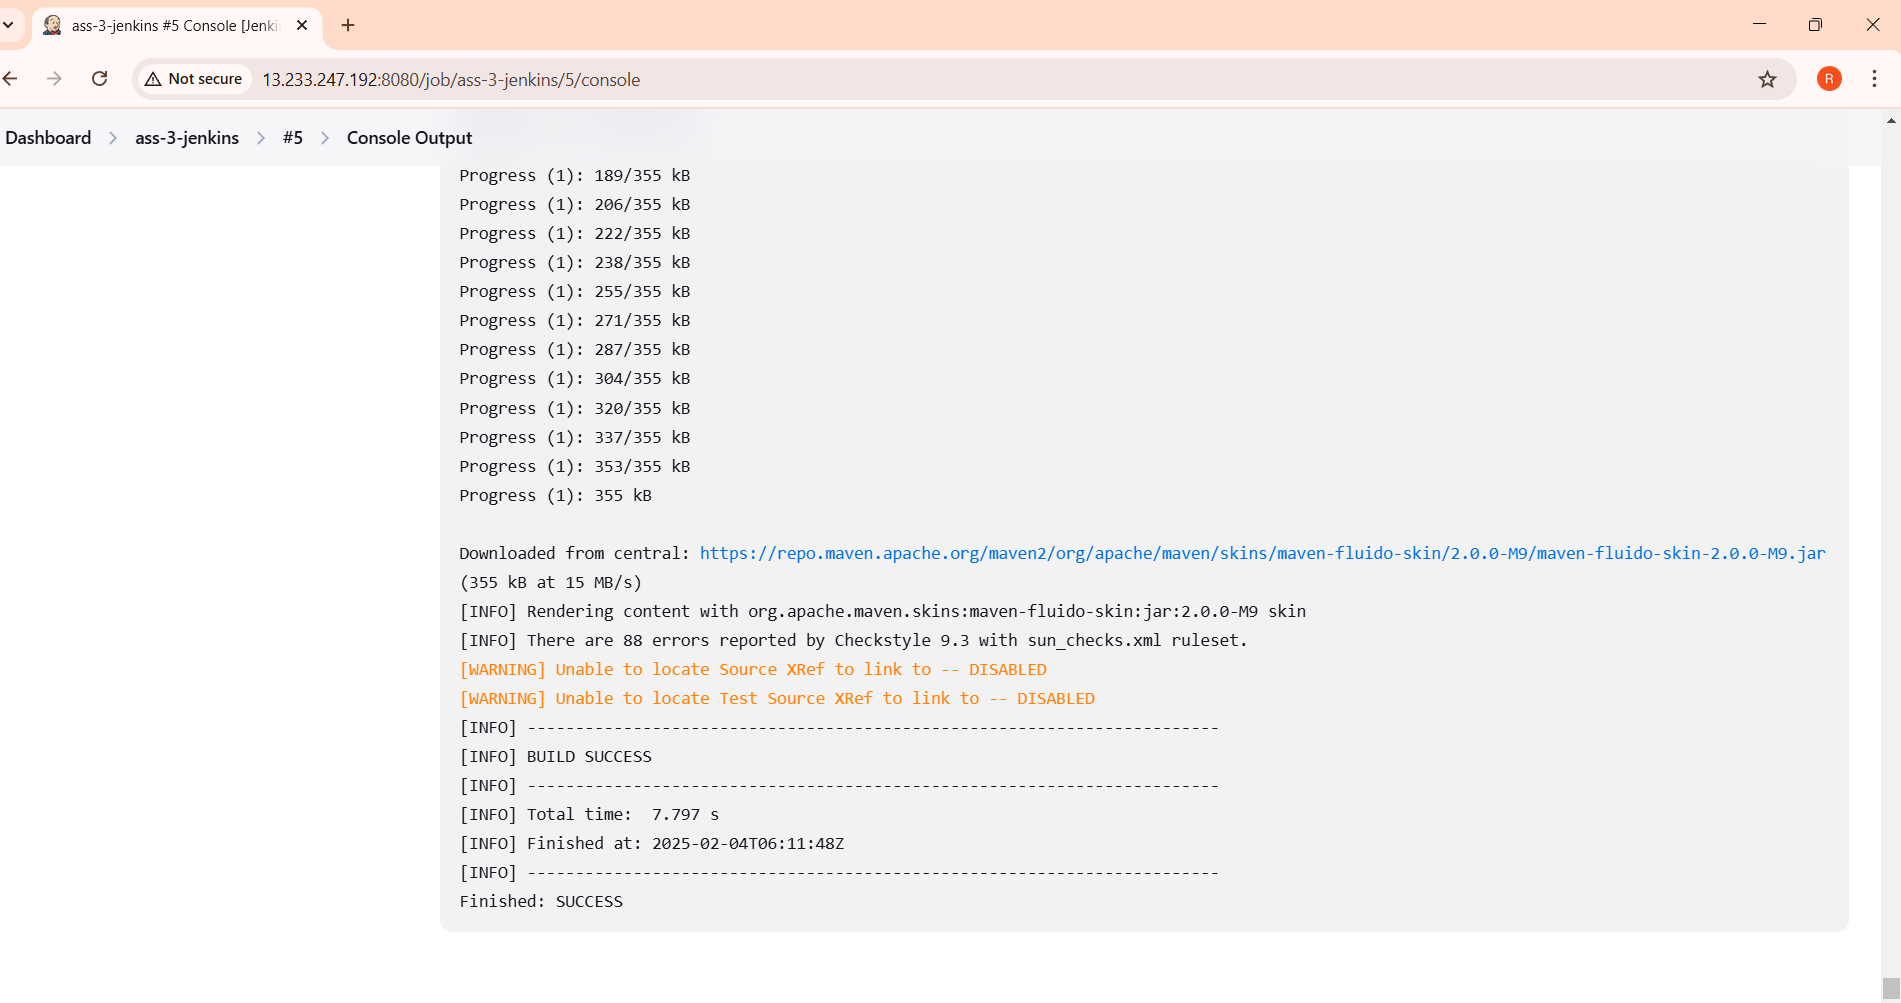 ass-3-jenkins #5 Console [Jenki
Not secure
13.233.247.192:8080/job/ass-3-jenkins/5/console
R
Dashboard > ass-3-jenkins > #5 > Console Output
Progress (1): 189/355 kB
Progress (1): 206/355 kB
Progress (1): 222/355 kB
Progress (1): 238/355 kB
Progress (1): 255/355 kB
Progress (1): 271/355 kB
Progress (1): 287/355 kB
Progress (1): 304/355 kB
Progress (1): 320/355 kB
Progress (1): 337/355 kB
Progress (1): 353/355 kB
Progress (1): 355 kB
Downloaded from central: https://repo.maven.apache.org/maven2/org/apache/maven/skins/maven-fluido-skin/2.0.0-M9/maven-fluido-skin-2.0.0-M9.jar
(355 kB at 15 MB/s)
[INFO] Rendering content with org.apache.maven.skins:maven-fluido-skin:jar:2.0.0-M9 skin
[INFO] There are 88 errors reported by Checkstyle 9.3 with sun_checks.xml ruleset.
[WARNING] Unable to locate Source XRef to link to -- DISABLED
[WARNING] Unable to locate Test Source XRef to link to -- DISABLED
[INFO] ------------------------------------------------------------------------
[INFO] BUILD SUCCESS
[INFO] ------------------------------------------------------------------------
[INFO] Total time:  7.797 s
[INFO] Finished at: 2025-02-04T06:11:48Z
[INFO] ------------------------------------------------------------------------
Finished: SUCCESS